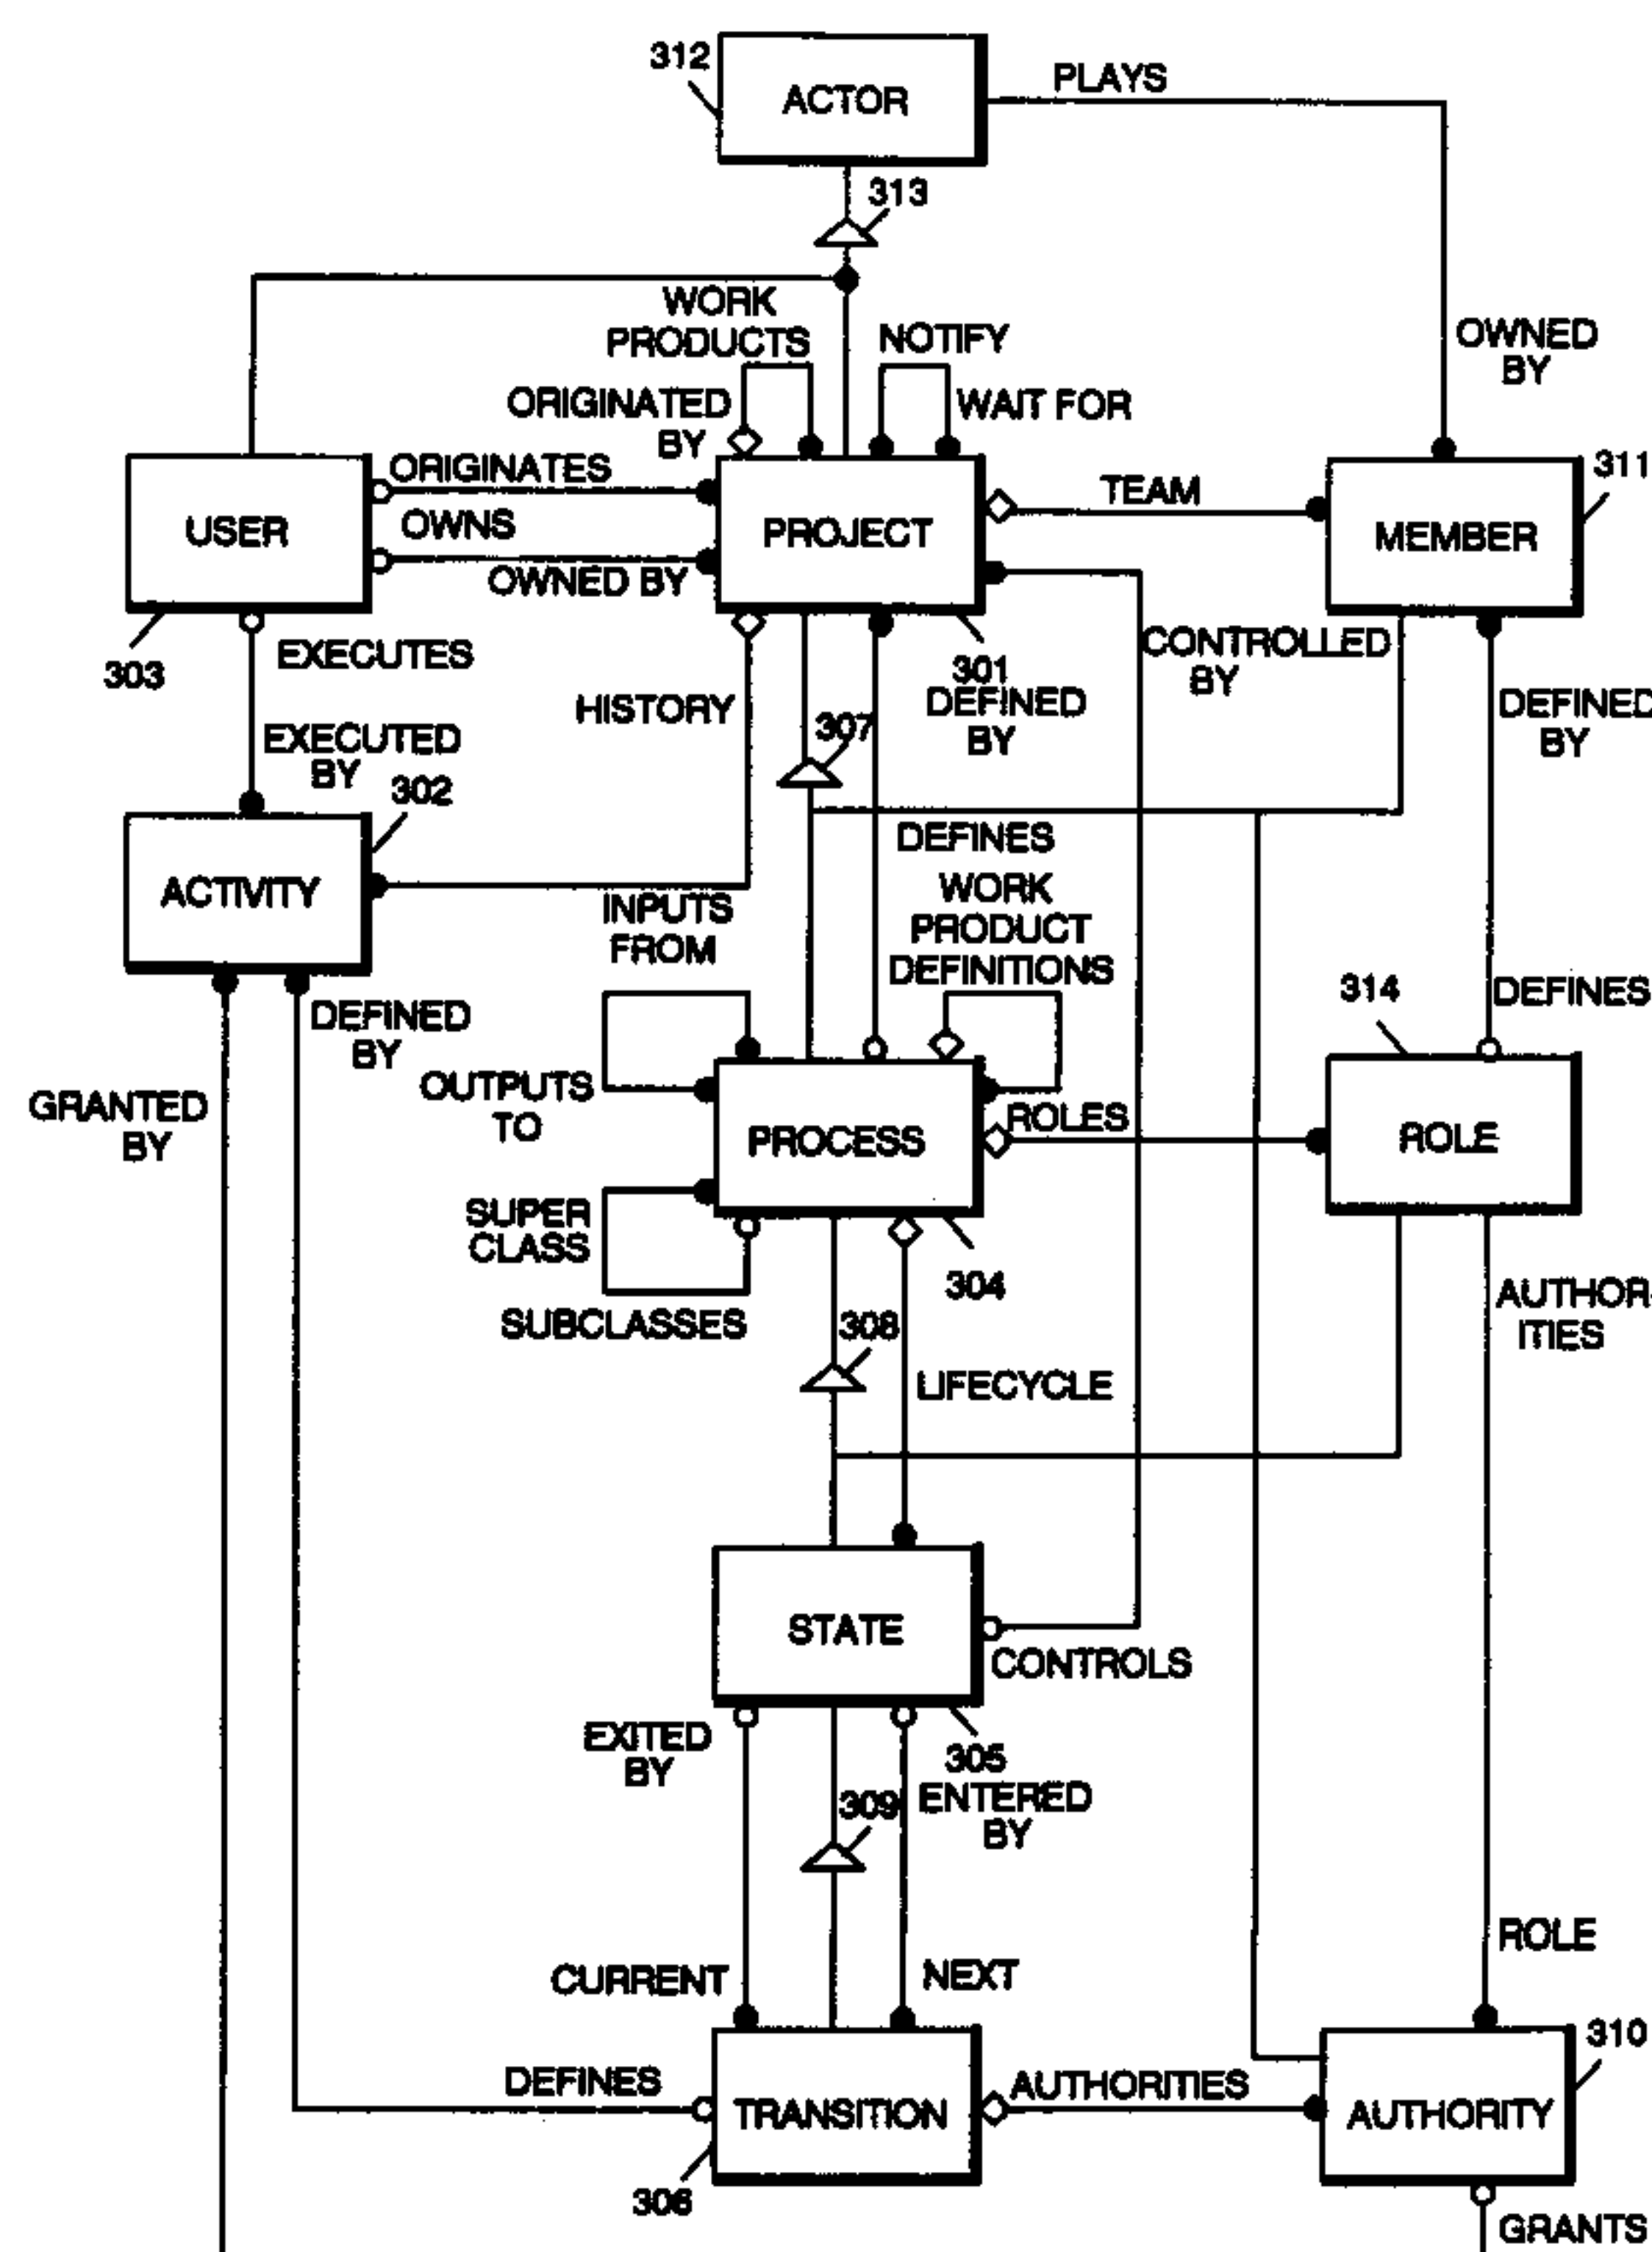 312
ACTOR
PLAYS
313
WORK
PRODUCTS
NOTIFY
OWNED
BY
ORIGINATED
BY
WAIT FOR
ORIGINATES
TEAM
311
USER
OWNS
PROJECT
MEMBER
OWNED BY
303
EXECUTES
301
CONTROLLED
BY
HISTORY
DEFINED
BY
DEFINED
BY
307
EXECUTED
BY
302
DEFINES
ACTIVITY
WORK
PRODUCT
DEFINITIONS
INPUTS
FROM
314
DEFINES
DEFINED
BY
GRANTED
BY
OUTPUTS
TO
ROLES
PROCESS
ROLE
SUPER
CLASS
304
AUTHOR-
ITIES
SUBCLASSES
308
LIFECYCLE
STATE
CONTROLS
EXITED
BY
305
ENTERED
BY
309
ROLE
CURRENT
NEXT
310
DEFINES
AUTHORITIES
TRANSITION
AUTHORITY
306
GRANTS